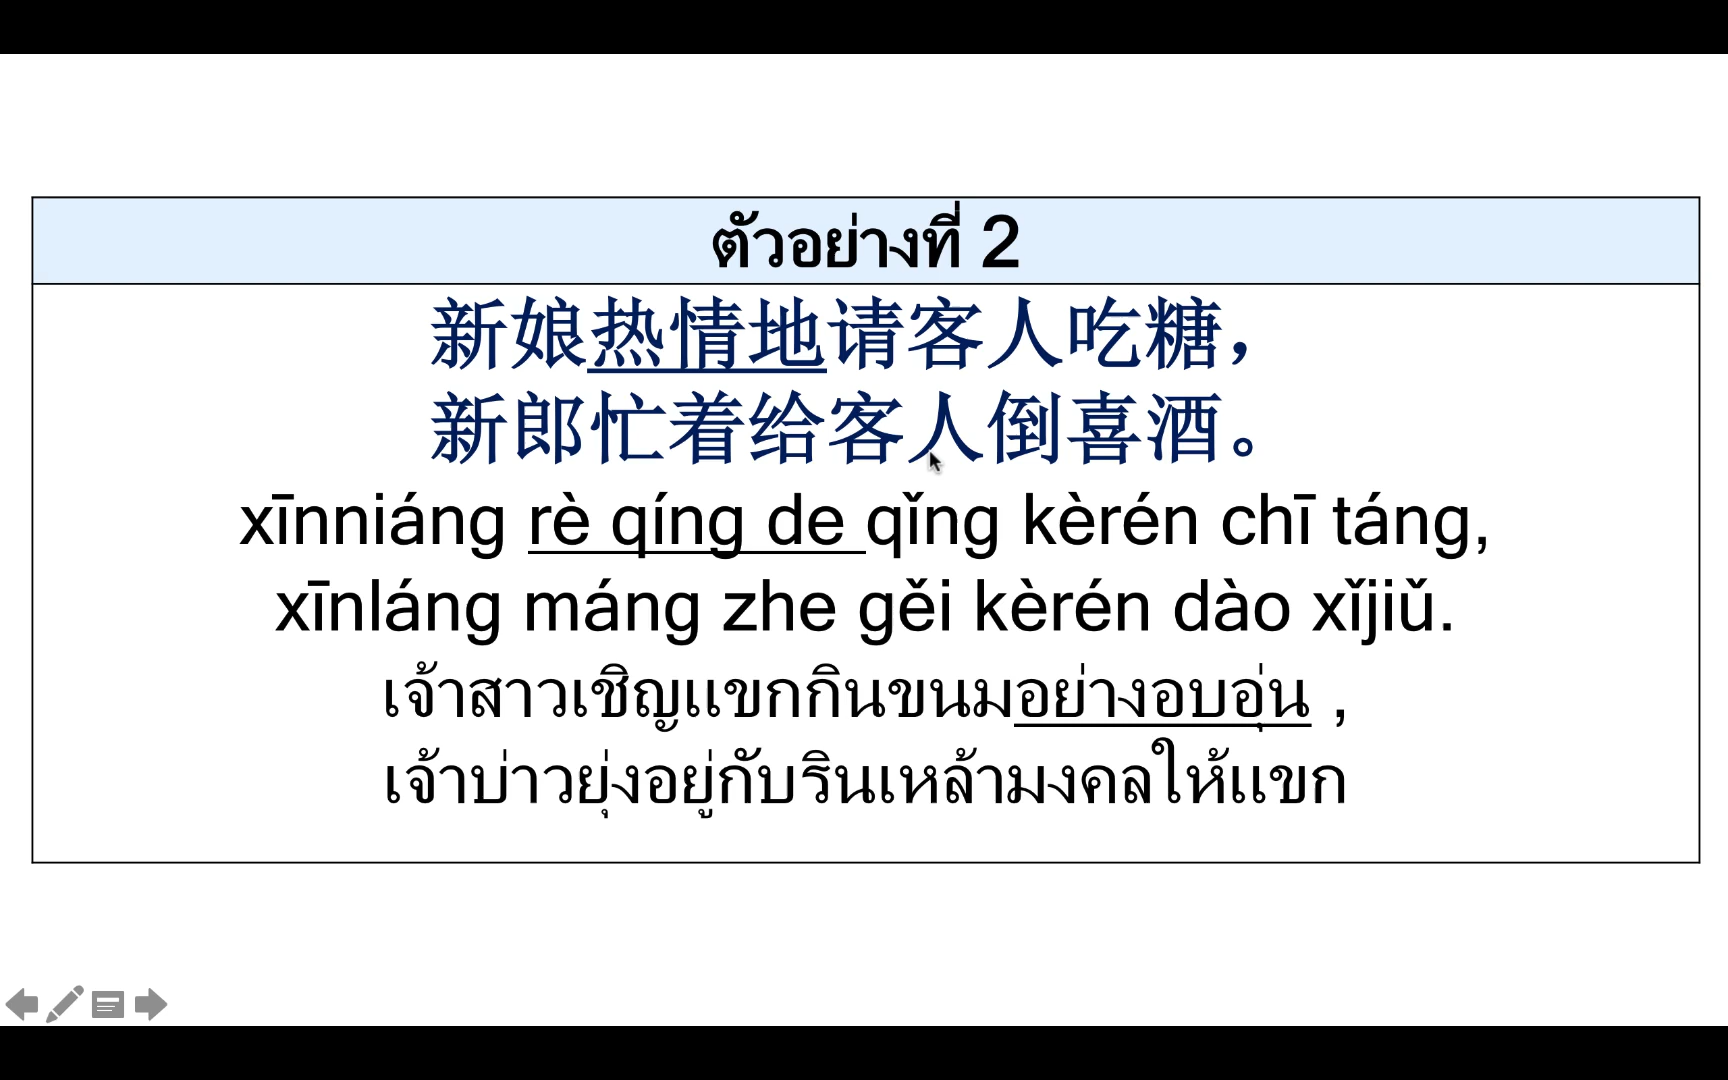 ตัวอย่างที่ 2
新娘热情地请客人吃糖，
新郎忙着给客人倒喜酒。
xīnniáng rè qíng de qǐng kèrén chī táng,
xīnláng máng zhe gěi kèrén dào xǐjiǔ.
เจ้าสาวเชิญแขกกินขนมอย่างอบอุ่น ,
เจ้าบ่าวยุ่งอยู่กับรินเหล้ามงคลให้แขก